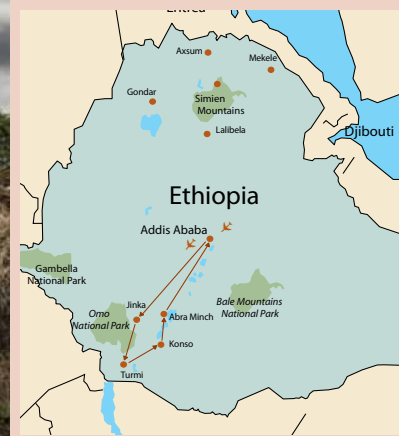 Eritrea
Axsum
Mekele
Gondar
Simien
Mountains
Lalibela
Djibouti
Ethiopia
Addis Ababa
Gambella
National Park
Bale Mountains
National Park
Jinka
Omo
National Park
Abra Minch
Konso
Turmi